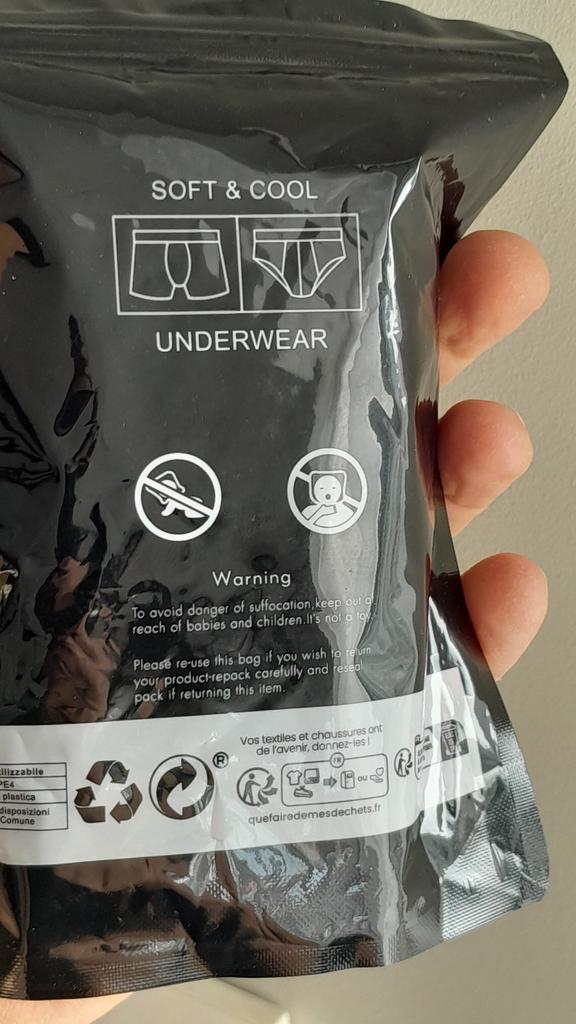 SOFT & COOL
UNDERWEAR
Warning
To avoid danger of suffocation,keep out of
reach of babies and children.It's not a toy.
Please re-use this bag if you wish to return
your product-repack carefully and reseal
pack if returning this item.
Vos textiles et chaussures ont
de l'avenir, donnez-les !
FR
ou
quefairedemesdechets.fr
®
ilizzabile
PE4
plastica
disposizioni
Comune